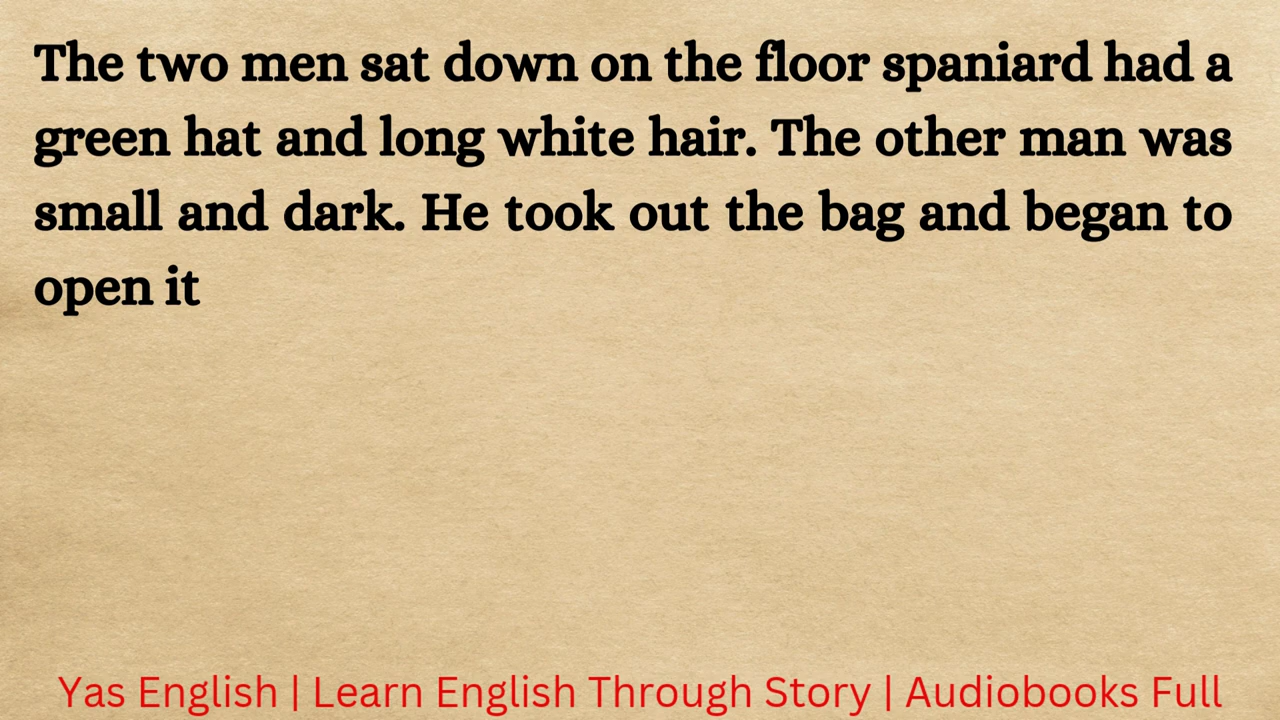 The two men sat down on the floor spaniard had a
green hat and long white hair. The other man was
small and dark. He took out the bag and began to
open it
Yas English | Learn English Through Story | Audiobooks Full